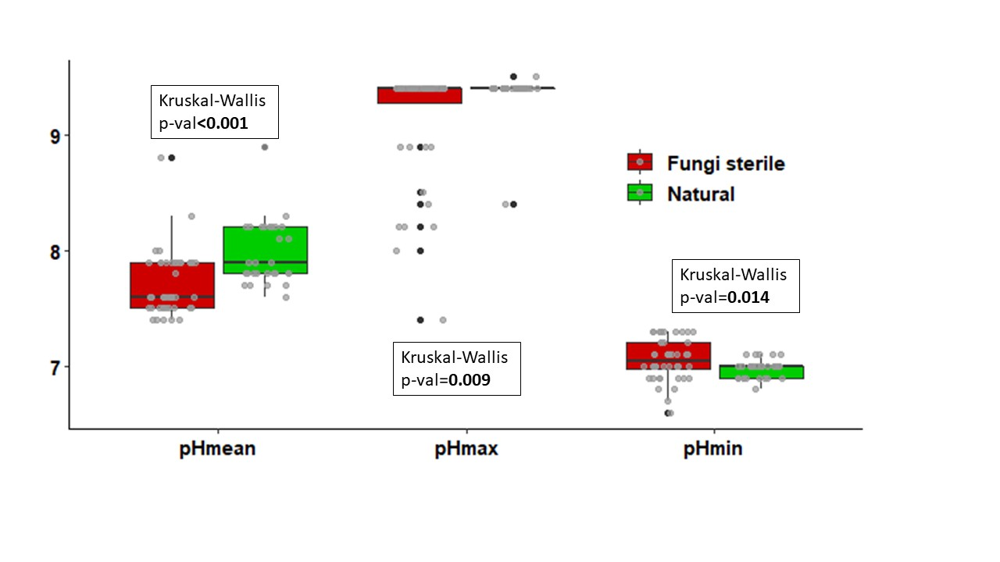 Kruskal-Wallis
p-val<0.001
9
8
7
Fungi sterile
Natural
Kruskal-Wallis
p-val=0.014
Kruskal-Wallis
p-val=0.009
pHmean
pHmax
pHmin